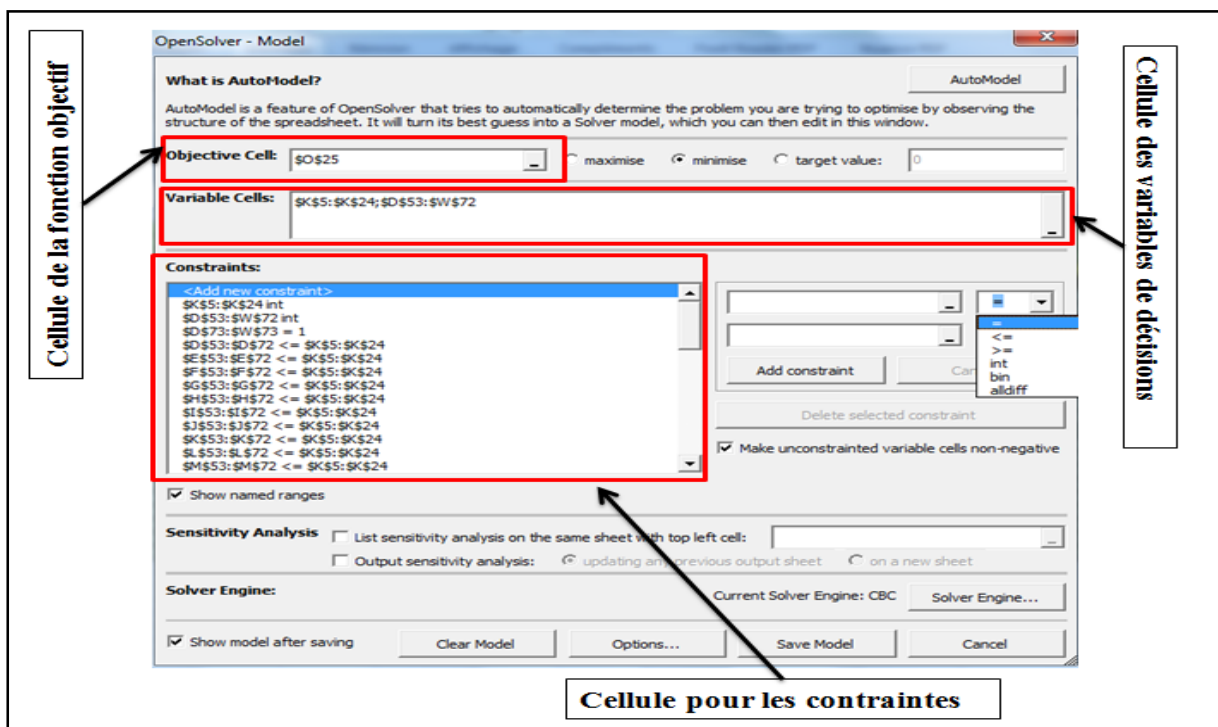 Cellule de la fonction objectif
OpenSolver - Model
What is AutoModel?
AutoModel
AutoModel is a feature of OpenSolver that tries to automatically determine the problem you are trying to optimise by observing the
structure of the spreadsheet. It will turn its best guess into a Solver model, which you can then edit in this window.
Objective Cell: $O$25 _ maximise minimise target value: 0
Variable Cells: $K$5:$K$24;$D$53:$W$72 _
Constraints:
<Add new constraint>
$K$5:$K$24 int
$D$53:$W$72 int
$D$73:$W$73 = 1
$D$53:$D$72 <= $K$5:$K$24
$E$53:$E$72 <= $K$5:$K$24
$F$53:$F$72 <= $K$5:$K$24
$G$53:$G$72 <= $K$5:$K$24
$H$53:$H$72 <= $K$5:$K$24
$I$53:$I$72 <= $K$5:$K$24
$J$53:$J$72 <= $K$5:$K$24
$K$53:$K$72 <= $K$5:$K$24
$L$53:$L$72 <= $K$5:$K$24
$M$53:$M$72 <= $K$5:$K$24
=
=
<=
>=
int
bin
alldiff
Add constraint
Delete selected constraint
Make unconstrainted variable cells non-negative
Show named ranges
Sensitivity Analysis List sensitivity analysis on the same sheet with top left cell: _
Output sensitivity analysis: updating any previous output sheet on a new sheet
Solver Engine: Current Solver Engine: CBC Solver Engine...
Show model after saving Clear Model Options... Save Model Cancel
Cellule des variables de décisions
Cellule pour les contraintes